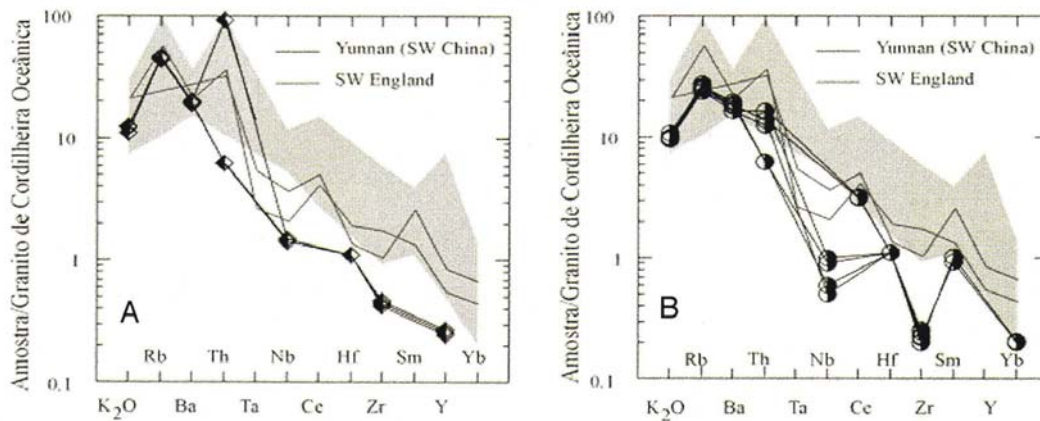 Amostra/Granito de Cordilheira Oceânica
100
10
1
0.1
Yunnan (SW China)
SW England
A
Rb Th Nb Hf Sm Yb
K2O Ba Ta Ce Zr Y
Amostra/Granito de Cordilheira Oceânica
100
10
1
0.1
Yunnan (SW China)
SW England
B
Rb Th Nb Hf Sm Yb
K2O Ba Ta Ce Zr Y